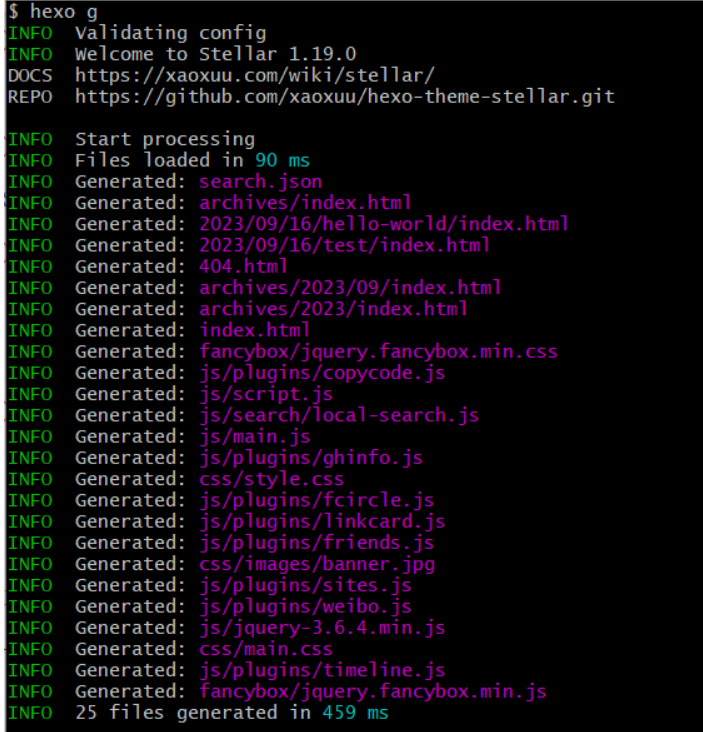 $ hexo g
INFO  Validating config
INFO  Welcome to Stellar 1.19.0
DOCS  https://xaoxuu.com/wiki/stellar/
REPO  https://github.com/xaoxuu/hexo-theme-stellar.git
INFO  Start processing
INFO  Files loaded in 90 ms
INFO  Generated: search.json
INFO  Generated: archives/index.html
INFO  Generated: 2023/09/16/hello-world/index.html
INFO  Generated: 2023/09/16/test/index.html
INFO  Generated: 404.html
INFO  Generated: archives/2023/09/index.html
INFO  Generated: archives/2023/index.html
INFO  Generated: index.html
INFO  Generated: fancybox/jquery.fancybox.min.css
INFO  Generated: js/plugins/copycode.js
INFO  Generated: js/script.js
INFO  Generated: js/search/local-search.js
INFO  Generated: js/main.js
INFO  Generated: js/plugins/ghinfo.js
INFO  Generated: css/style.css
INFO  Generated: js/plugins/fcircle.js
INFO  Generated: js/plugins/linkcard.js
INFO  Generated: js/plugins/friends.js
INFO  Generated: css/images/banner.jpg
INFO  Generated: js/plugins/sites.js
INFO  Generated: js/plugins/weibo.js
INFO  Generated: js/jquery-3.6.4.min.js
INFO  Generated: css/main.css
INFO  Generated: js/plugins/timeline.js
INFO  Generated: fancybox/jquery.fancybox.min.js
INFO  25 files generated in 459 ms